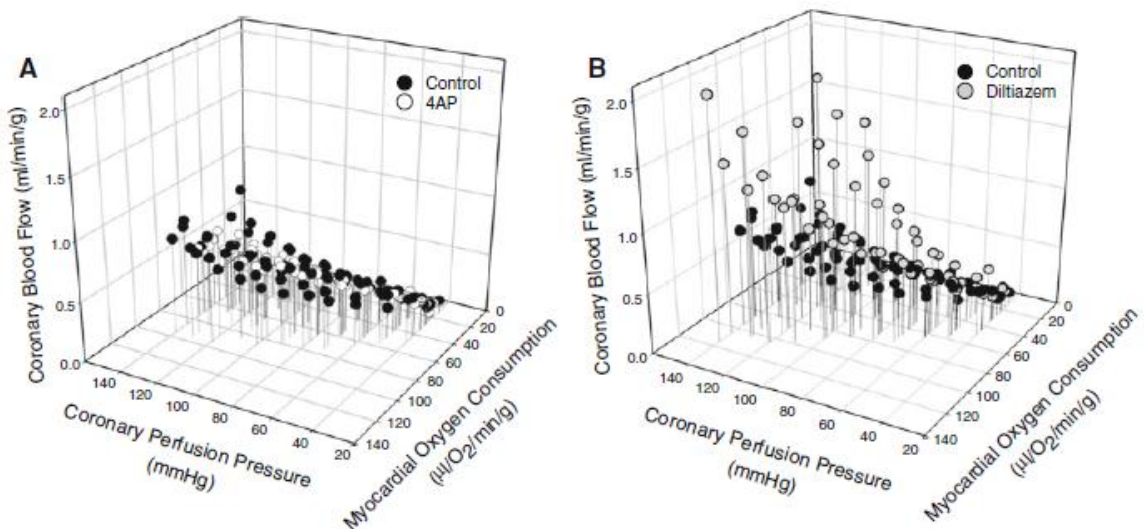 A
Control
4AP
Coronary Blood Flow (ml/min/g)
2.0
1.5
1.0
0.5
0.0
140
120
100
80
60
40
20
Coronary Perfusion Pressure
(mmHg)
0
20
40
60
80
100
120
140
Myocardial Oxygen Consumption
(µl/O2/min/g)
B
Control
Diltiazem
Coronary Blood Flow (ml/min/g)
2.0
1.5
1.0
0.5
0.0
140
120
100
80
60
40
20
Coronary Perfusion Pressure
(mmHg)
0
20
40
60
80
100
120
140
Myocardial Oxygen Consumption
(µl/O2/min/g)